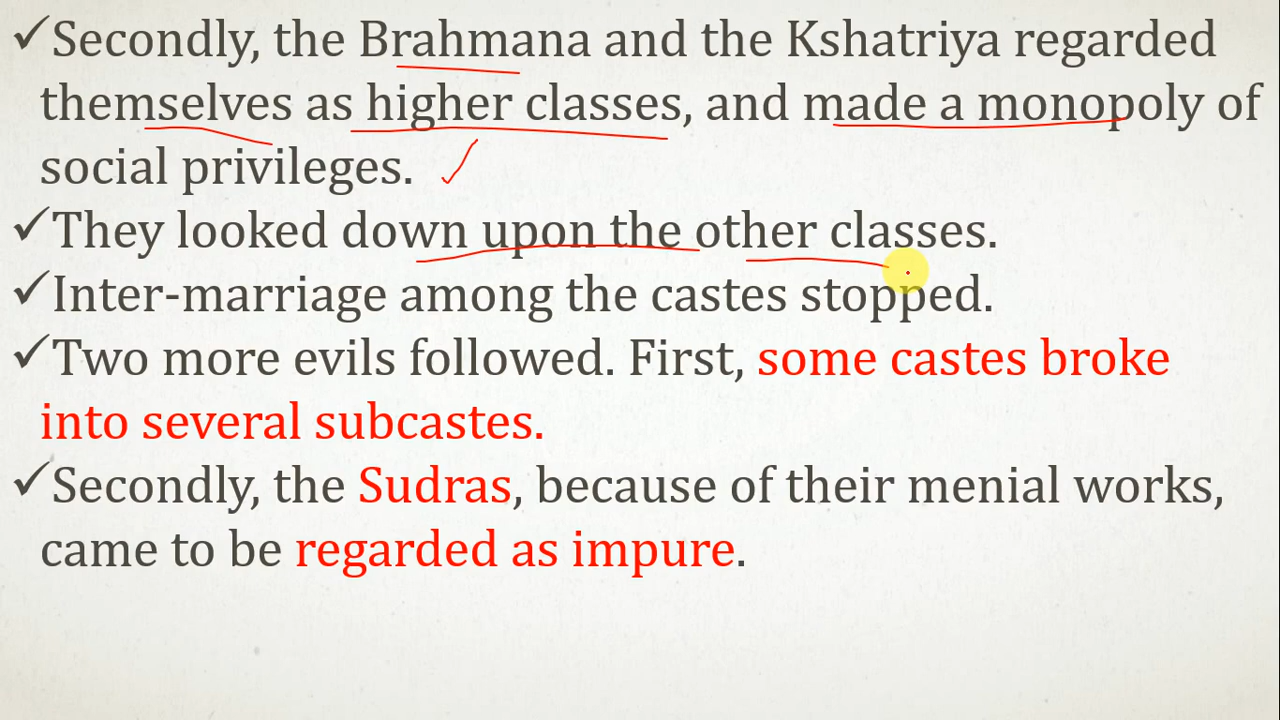 ✓Secondly, the Brahmana and the Kshatriya regarded
themselves as higher classes, and made a monopoly of
social privileges.
✓They looked down upon the other classes.
✓Inter-marriage among the castes stopped.
✓Two more evils followed. First, some castes broke
into several subcastes.
✓Secondly, the Sudras, because of their menial works,
came to be regarded as impure.